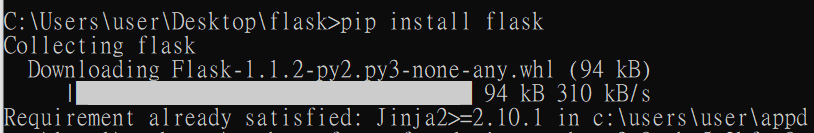 C:\Users\user\Desktop\flask>pip install flask
Collecting flask
Downloading Flask-1.1.2-py2.py3-none-any.whl (94 kB)
| 94 kB 310 kB/s
Requirement already satisfied: Jinja2>=2.10.1 in c:\users\user\appd